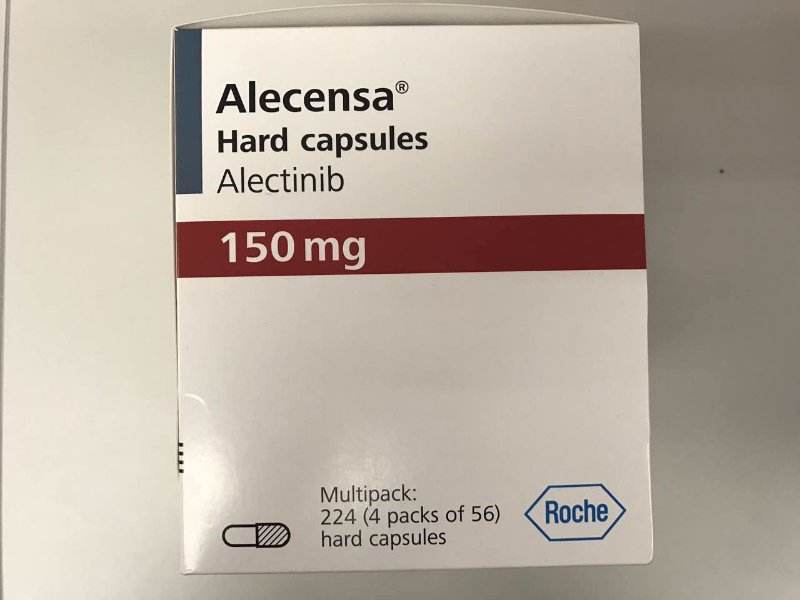 Alecensa®
Hard capsules
Alectinib
150 mg
Multipack:
224 (4 packs of 56)
hard capsules
Roche